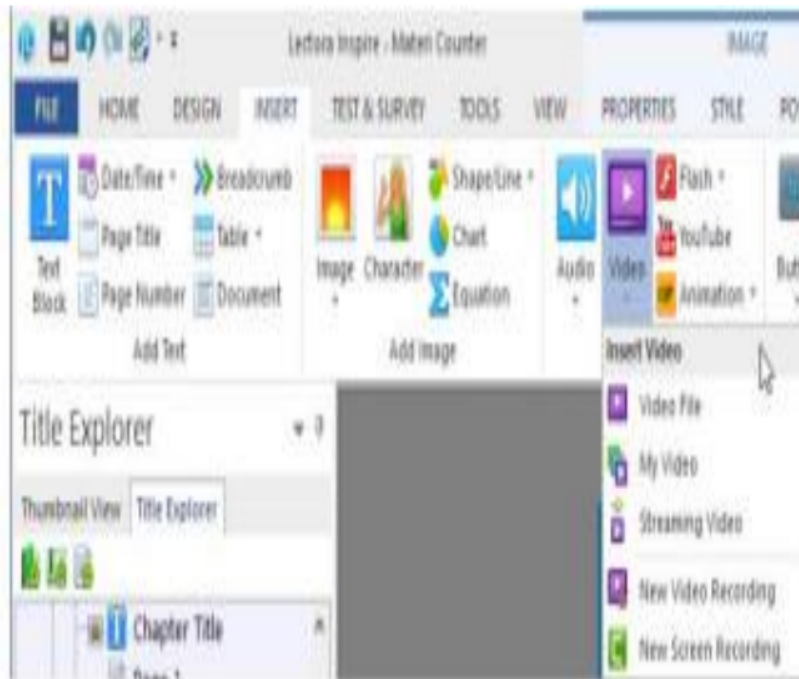 Lectora Inspire - Materi Counter
IMAGE
FILE HOME DESIGN INSERT TEST & SURVEY TOOLS VIEW PROPERTIES STYLE
Text Block
Date/Time
Page Title
Page Number
Breadcrumb
Table
Document
Add Text
Image
Character
Shape/Line
Chart
Equation
Add Image
Audio
Video
Flash
YouTube
Animation
Insert Video
Video File
My Video
Streaming Video
New Video Recording
New Screen Recording
Title Explorer
Thumbnail View Title Explorer
Chapter Title
Page 1